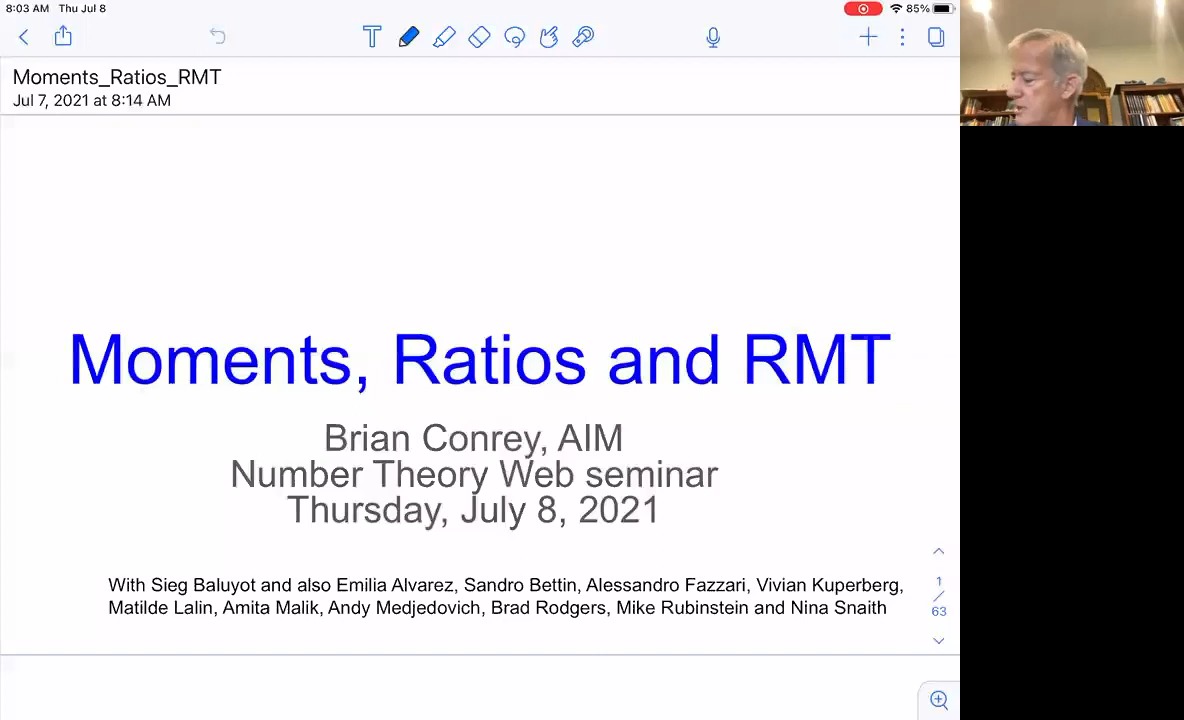 8:03 AM Thu Jul 8
85%
Moments_Ratios_RMT
Jul 7, 2021 at 8:14 AM
Moments, Ratios and RMT
Brian Conrey, AIM
Number Theory Web seminar
Thursday, July 8, 2021
With Sieg Baluyot and also Emilia Alvarez, Sandro Bettin, Alessandro Fazzari, Vivian Kuperberg,
Matilde Lalin, Amita Malik, Andy Medjedovich, Brad Rodgers, Mike Rubinstein and Nina Snaith
1
/
63